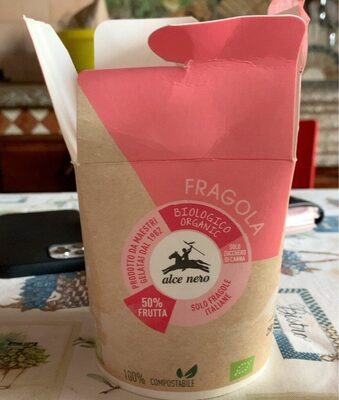 FRAGOLA
BIOLOGICO
ORGANIC
PRODOTTO DA MAESTRI
GELATAI DAL 1982
SOLO
ZUCCHERO
DI CANNA
alce nero
50%
FRUTTA
SOLO FRAGOLE
ITALIANE
100% COMPOSTABILE